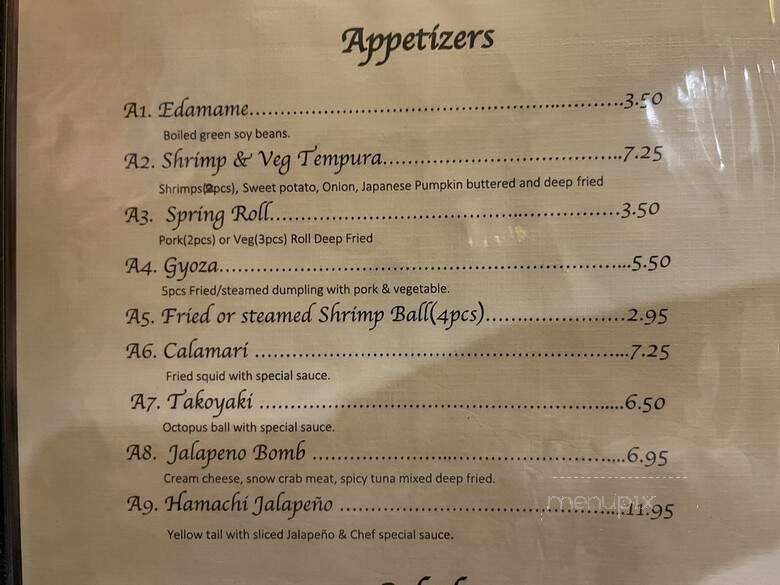 Appetizers
A1. Edamame.......................................................3.50
Boiled green soy beans.
A2. Shrimp & Veg Tempura.......................................7.25
Shrimps(2pcs), Sweet potato, Onion, Japanese Pumpkin buttered and deep fried
A3. Spring Roll.....................................................3.50
Pork(2pcs) or Veg(3pcs) Roll Deep Fried
A4. Gyoza..............................................................5.50
5pcs Fried/steamed dumpling with pork & vegetable.
A5. Fried or steamed Shrimp Ball(4pcs).......................2.95
A6. Calamari .........................................................7.25
Fried squid with special sauce.
A7. Takoyaki .........................................................6.50
Octopus ball with special sauce.
A8. Jalapeno Bomb .................................................6.95
Cream cheese, snow crab meat, spicy tuna mixed deep fried.
A9. Hamachi Jalapeño ..............................................11.95
menupix
Yellow tail with sliced Jalapeño & Chef special sauce.